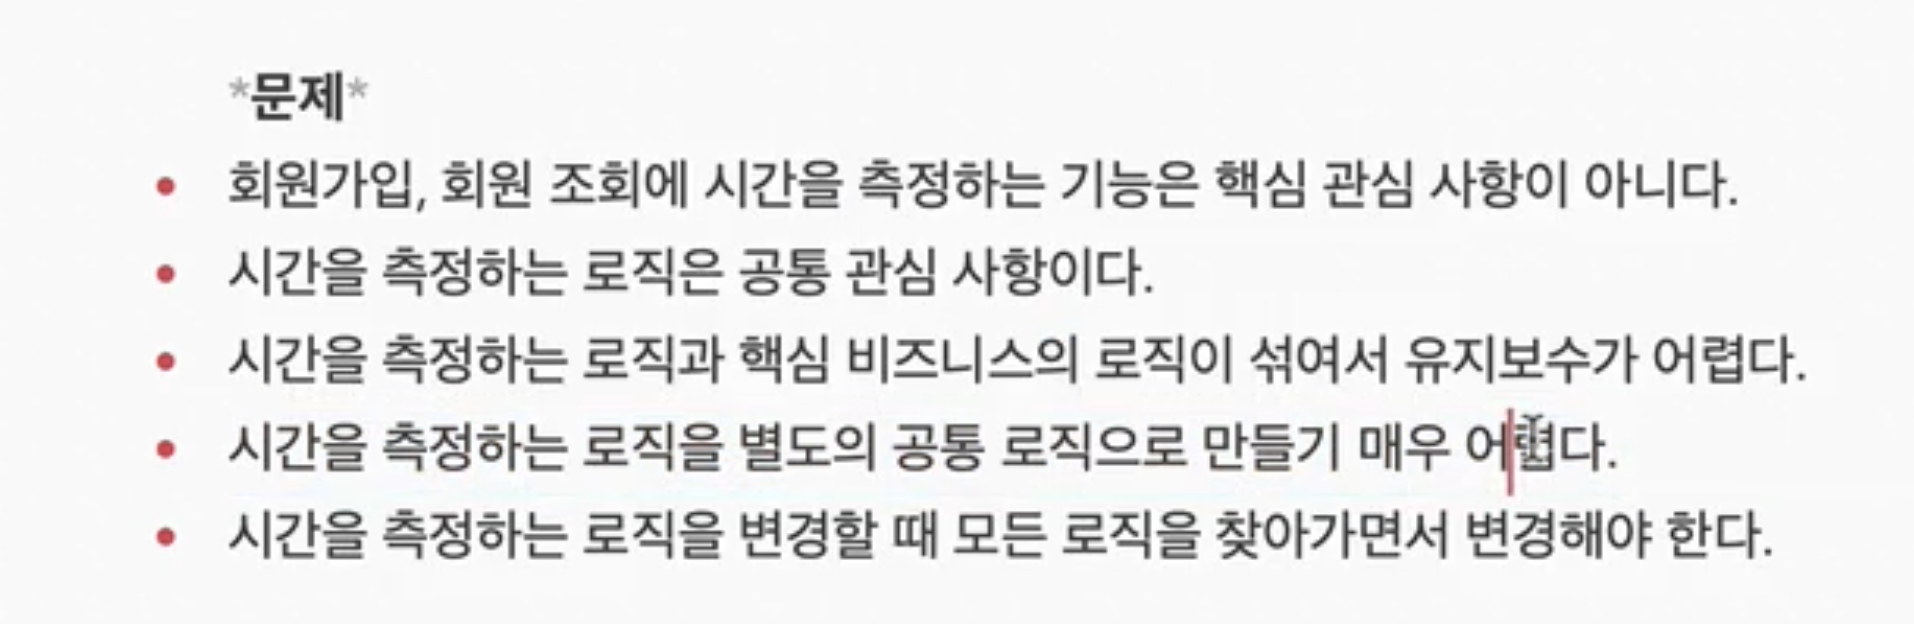 *문제*
• 회원가입, 회원 조회에 시간을 측정하는 기능은 핵심 관심 사항이 아니다.
• 시간을 측정하는 로직은 공통 관심 사항이다.
• 시간을 측정하는 로직과 핵심 비즈니스의 로직이 섞여서 유지보수가 어렵다.
• 시간을 측정하는 로직을 별도의 공통 로직으로 만들기 매우 어렵다.
• 시간을 측정하는 로직을 변경할 때 모든 로직을 찾아가면서 변경해야 한다.